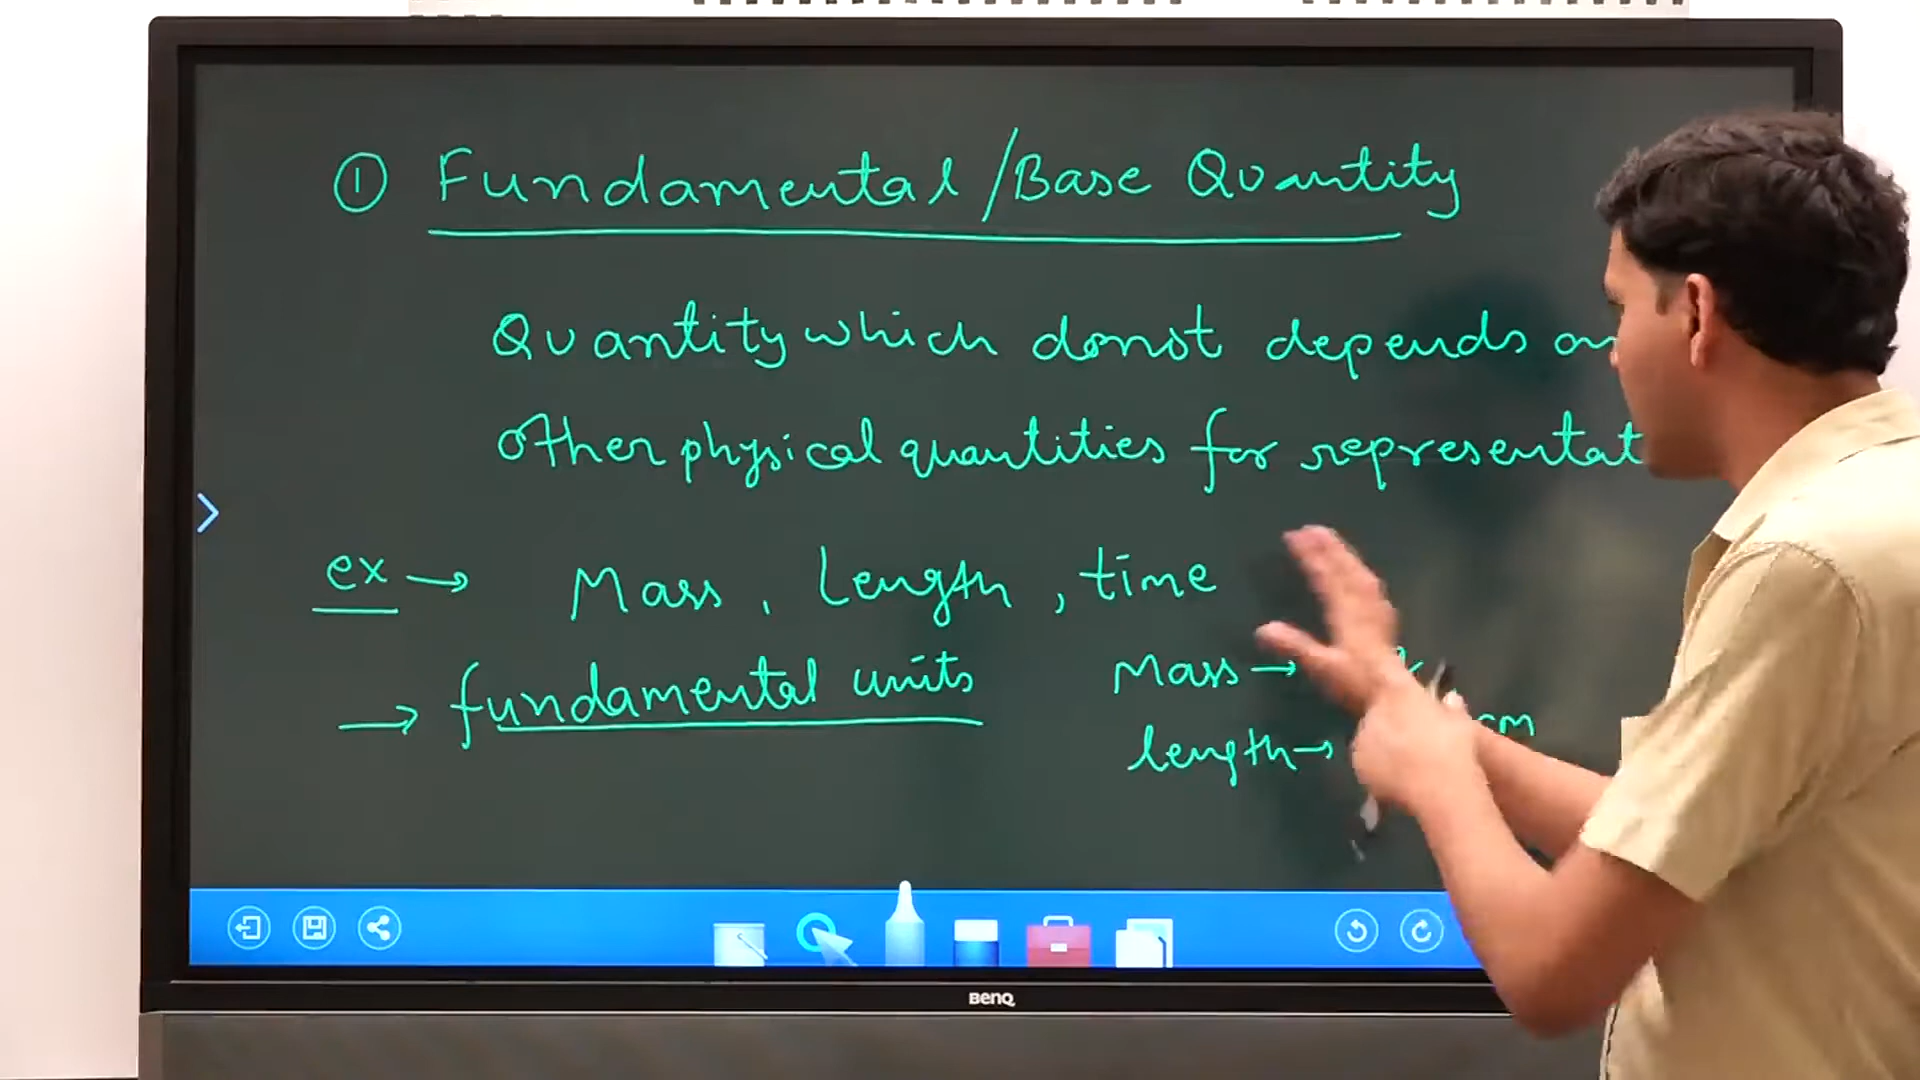 ① Fundamental/Base Quantity
Quantity which donot depends on
other physical quantities for representat
ex → Mass, Length, time
→ fundamental units
Mass →
length → cm
BenQ